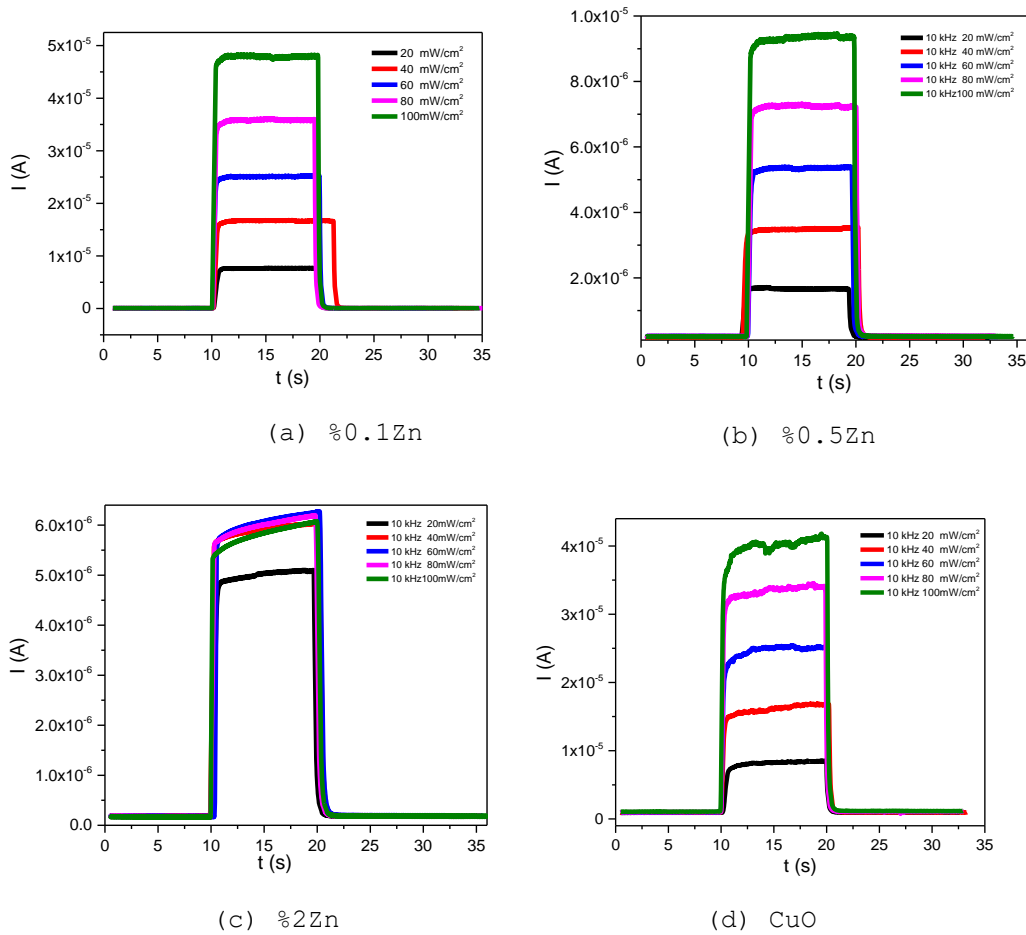 5x10⁻⁵
4x10⁻⁵
3x10⁻⁵
2x10⁻⁵
1x10⁻⁵
0
I (A)
20 mW/cm²
40 mW/cm²
60 mW/cm²
80 mW/cm²
100mW/cm²
0 5 10 15 20 25 30 35
t (s)
(a) %0.1Zn
1.0x10⁻⁵
8.0x10⁻⁶
6.0x10⁻⁶
4.0x10⁻⁶
2.0x10⁻⁶
I (A)
10 kHz 20 mW/cm²
10 kHz 40 mW/cm²
10 kHz 60 mW/cm²
10 kHz 80 mW/cm²
10 kHz100 mW/cm²
0 5 10 15 20 25 30 35
t (s)
(b) %0.5Zn
6.0x10⁻⁶
5.0x10⁻⁶
4.0x10⁻⁶
3.0x10⁻⁶
2.0x10⁻⁶
1.0x10⁻⁶
0.0
I (A)
10 kHz 20mW/cm²
10 kHz 40mW/cm²
10 kHz 60mW/cm²
10 kHz 80mW/cm²
10 kHz100mW/cm²
0 5 10 15 20 25 30 35
t (s)
(c) %2Zn
4x10⁻⁵
3x10⁻⁵
2x10⁻⁵
1x10⁻⁵
0
I (A)
10 kHz 20 mW/cm²
10 kHz 40 mW/cm²
10 kHz 60 mW/cm²
10 kHz 80 mW/cm²
10 kHz 100mW/cm²
0 5 10 15 20 25 30 35
t (s)
(d) CuO